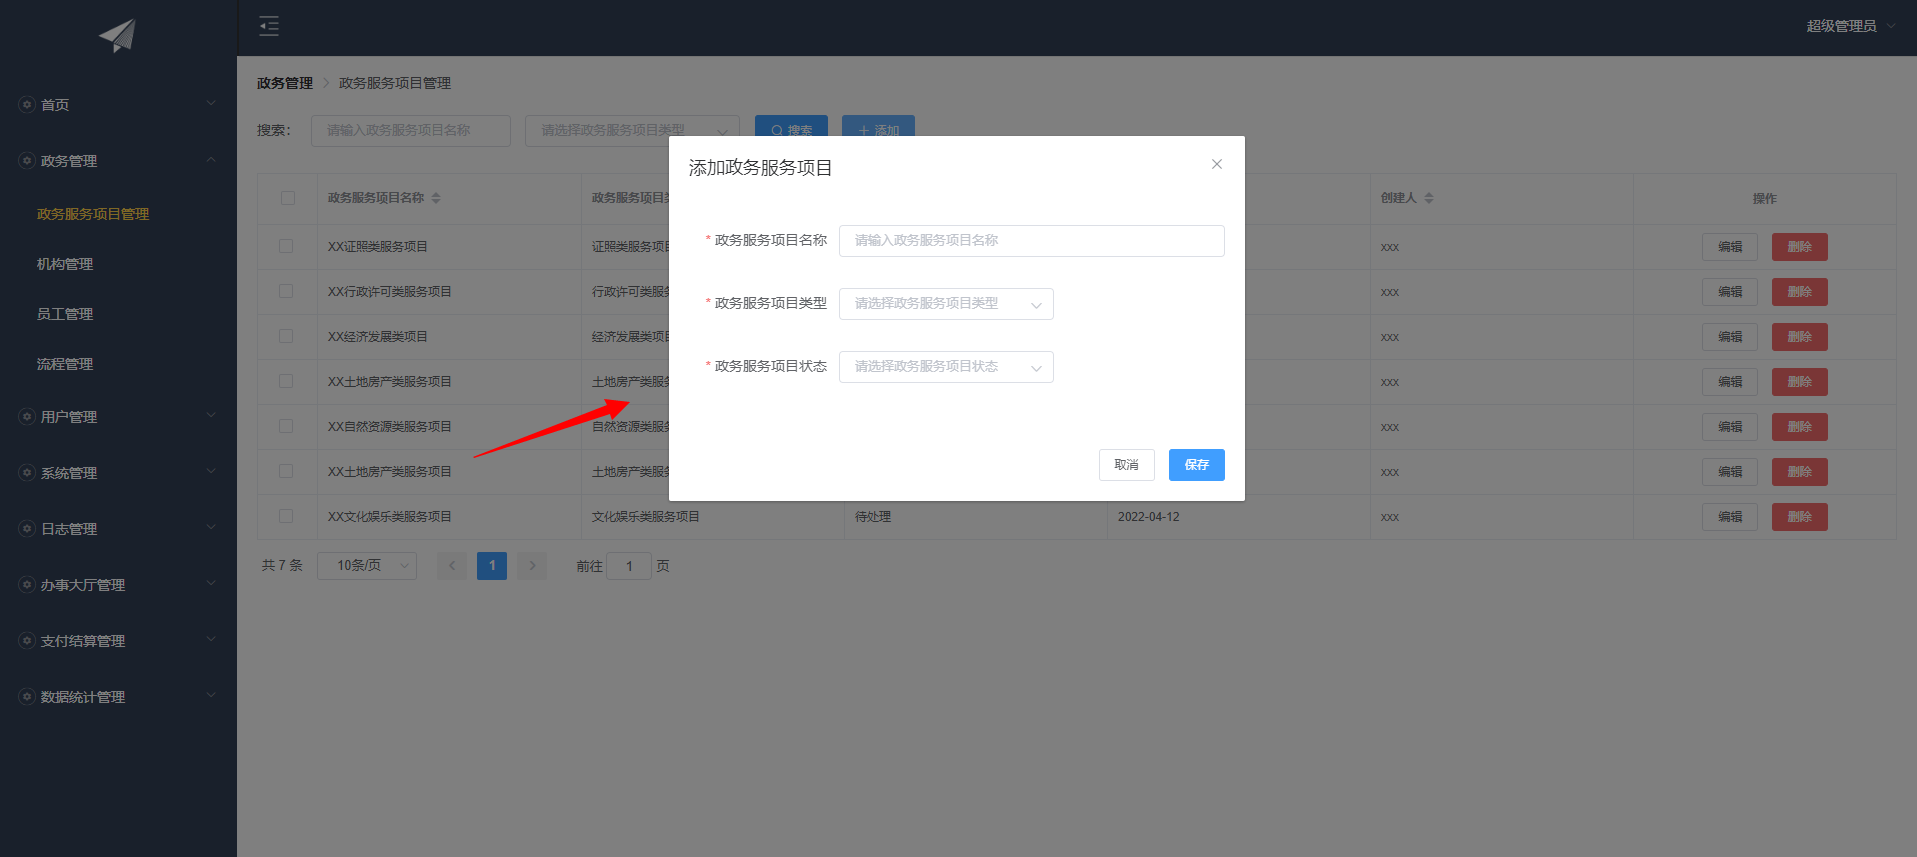 超级管理员
首页
政务管理
政务服务项目管理
机构管理
员工管理
流程管理
用户管理
系统管理
日志管理
办事大厅管理
支付结算管理
数据统计管理
政务管理 > 政务服务项目管理
搜索： 请输入政务服务项目名称 请选择政务服务项目类型 搜索 + 添加
政务服务项目名称 政务服务项目 创建人 操作
XX证照类服务项目 证照类服务项目 xxx 编辑 删除
XX行政许可类服务项目 行政许可类服 xxx 编辑 删除
XX经济发展类项目 经济发展类项目 xxx 编辑 删除
XX土地房产类服务项目 土地房产类服 xxx 编辑 删除
XX自然资源类服务项目 自然资源类服 xxx 编辑 删除
XX土地房产类服务项目 土地房产类服 xxx 编辑 删除
XX文化娱乐类服务项目 文化娱乐类服务项目 待处理 2022-04-12 xxx 编辑 删除
共 7 条 10条/页 < 1 > 前往 1 页
添加政务服务项目
* 政务服务项目名称 请输入政务服务项目名称
* 政务服务项目类型 请选择政务服务项目类型
* 政务服务项目状态 请选择政务服务项目状态
取消 保存